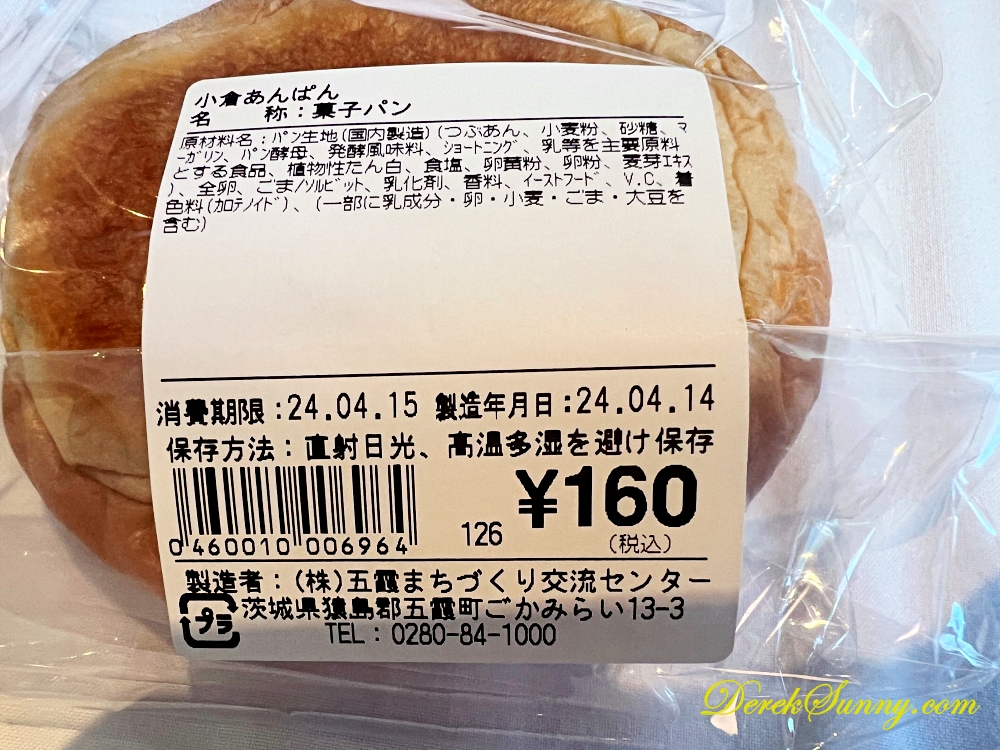 小倉あんぱん
名　　称：菓子パン
原材料名：パン生地(国内製造)(つぶあん、小麦粉、砂糖、マ
ーガリン、パン酵母、発酵風味料、ショートニング、乳等を主要原料
とする食品、植物性たん白、食塩、卵黄粉、卵粉、麦芽エキス
)、全卵、ごま/ソルビット、乳化剤、香料、イーストフード、V.C、着
色料(カロテノイド)、(一部に乳成分・卵・小麦・ごま・大豆を
含む)
消費期限:24.04.15 製造年月日:24.04.14
保存方法：直射日光、高温多湿を避け保存
¥160
0 460010 006964 126 (税込)
製造者：(株)五霞まちづくり交流センター
プラ 茨城県猿島郡五霞町ごかみらい13-3
TEL：0280-84-1000
DerekSunny.com